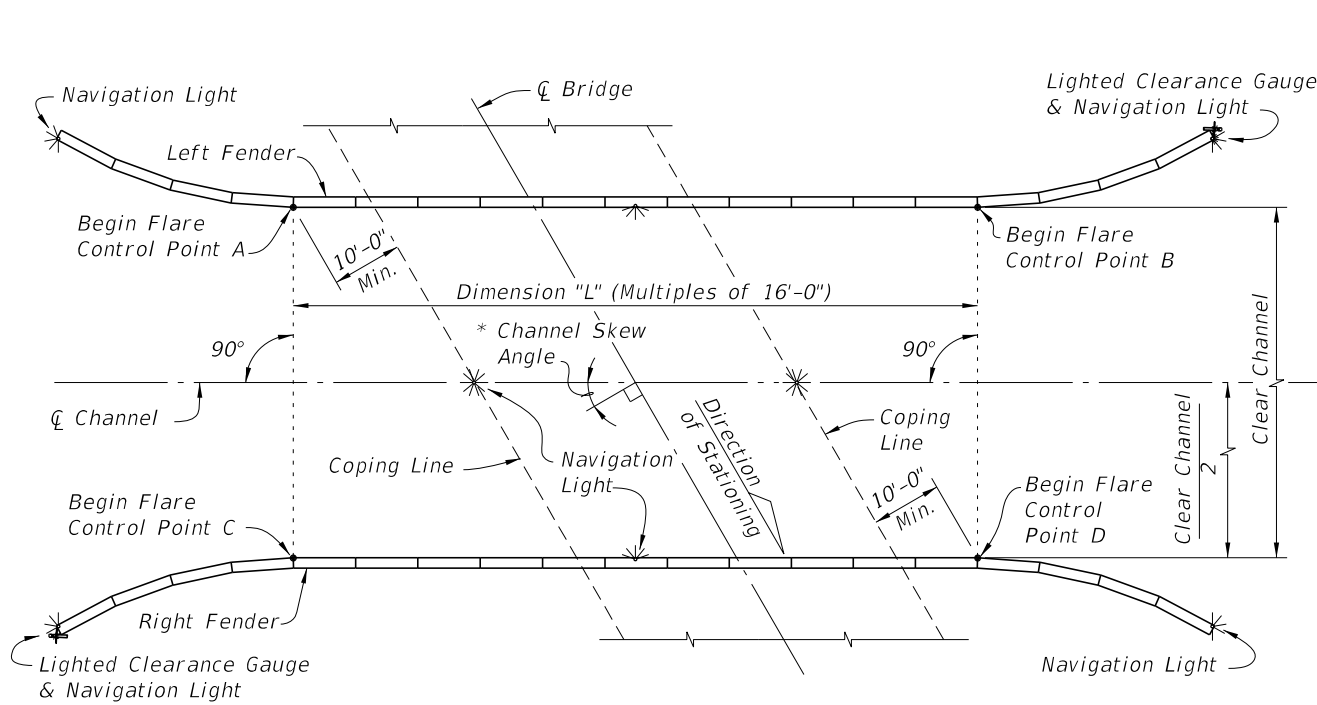 Navigation Light
℄ Bridge
Lighted Clearance Gauge
& Navigation Light
Left Fender
Begin Flare
Control Point A
10'-0"
Min.
Begin Flare
Control Point B
Dimension "L" (Multiples of 16'-0")
* Channel Skew
Angle
90°
90°
Clear Channel
℄ Channel
Direction
of Stationing
Coping
Line
Clear Channel
2
Coping Line
Navigation
Light
10'-0"
Min.
Begin Flare
Control Point C
Begin Flare
Control
Point D
Right Fender
Lighted Clearance Gauge
& Navigation Light
Navigation Light